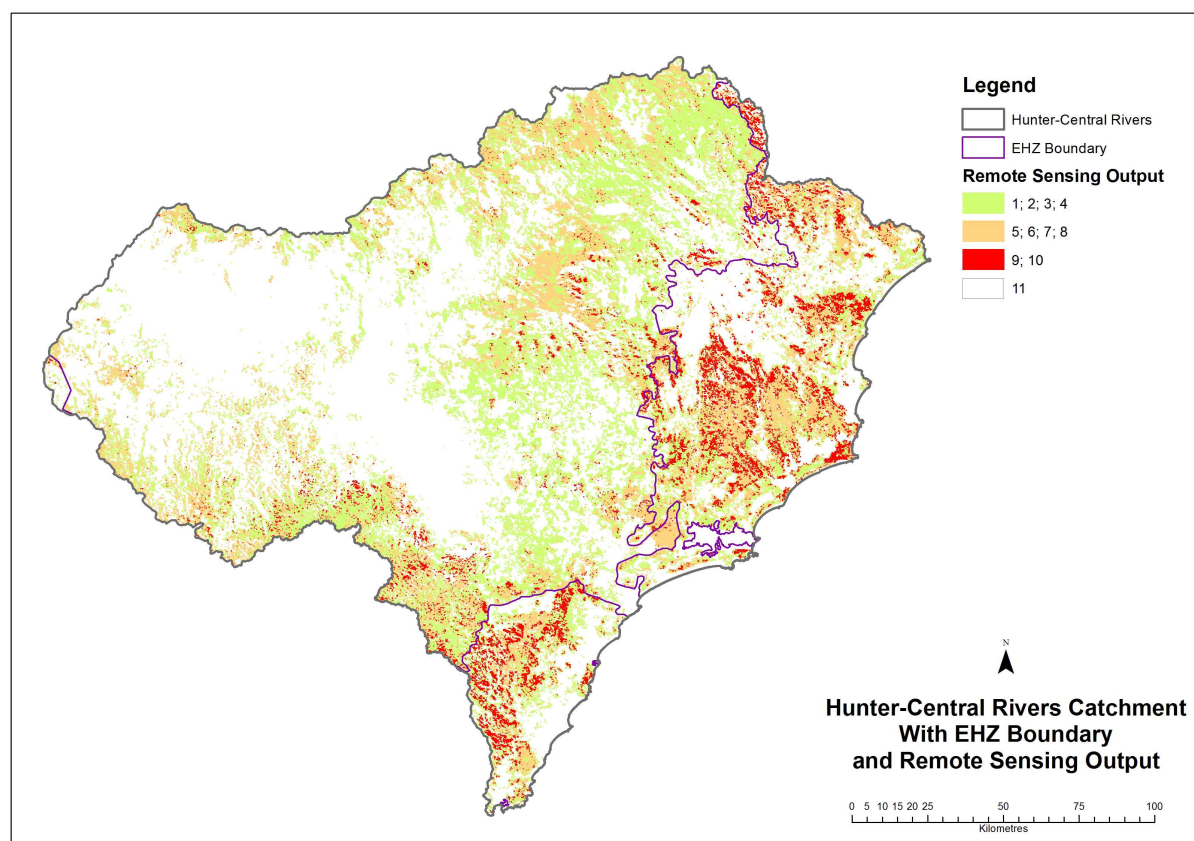 Legend
Hunter-Central Rivers
EHZ Boundary
Remote Sensing Output
1; 2; 3; 4
5; 6; 7; 8
9; 10
11
N
Hunter-Central Rivers Catchment
With EHZ Boundary
and Remote Sensing Output
0 5 10 15 20 25 50 75 100
Kilometres